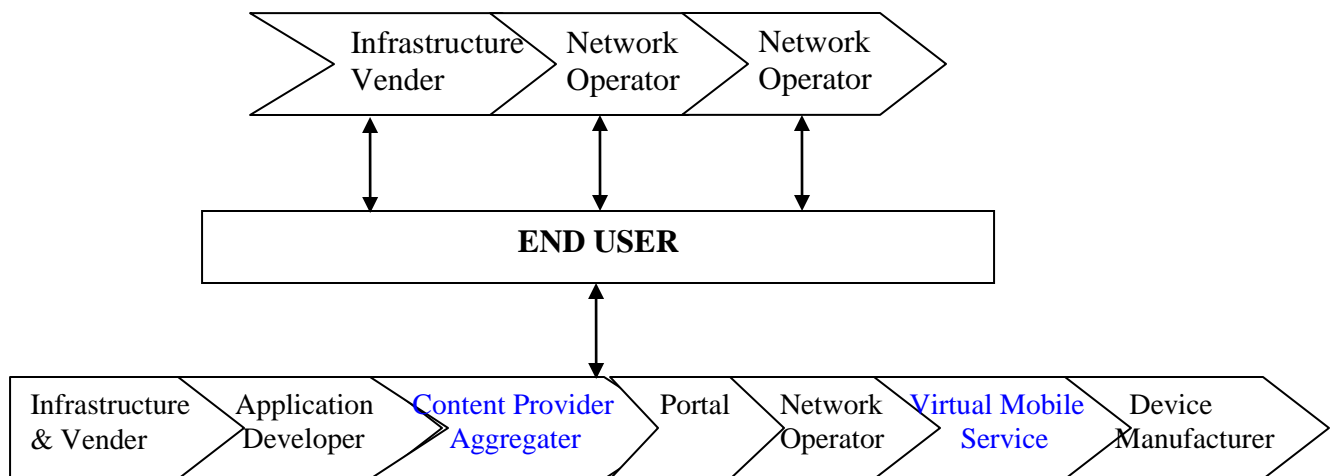 Infrastructure
Vender
Network
Operator
Network
Operator
END USER
Infrastructure
& Vender
Application
Developer
Content Provider
Aggregater
Portal
Network
Operator
Virtual Mobile
Service
Device
Manufacturer